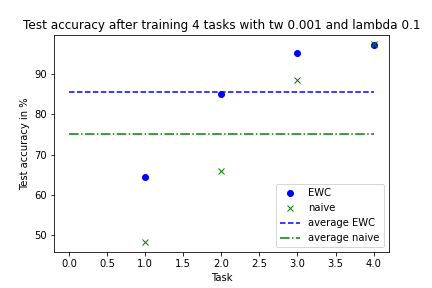 Test accuracy after training 4 tasks with tw 0.001 and lambda 0.1
Test accuracy in %
90
80
70
60
50
EWC
naive
average EWC
average naive
0.0 0.5 1.0 1.5 2.0 2.5 3.0 3.5 4.0
Task